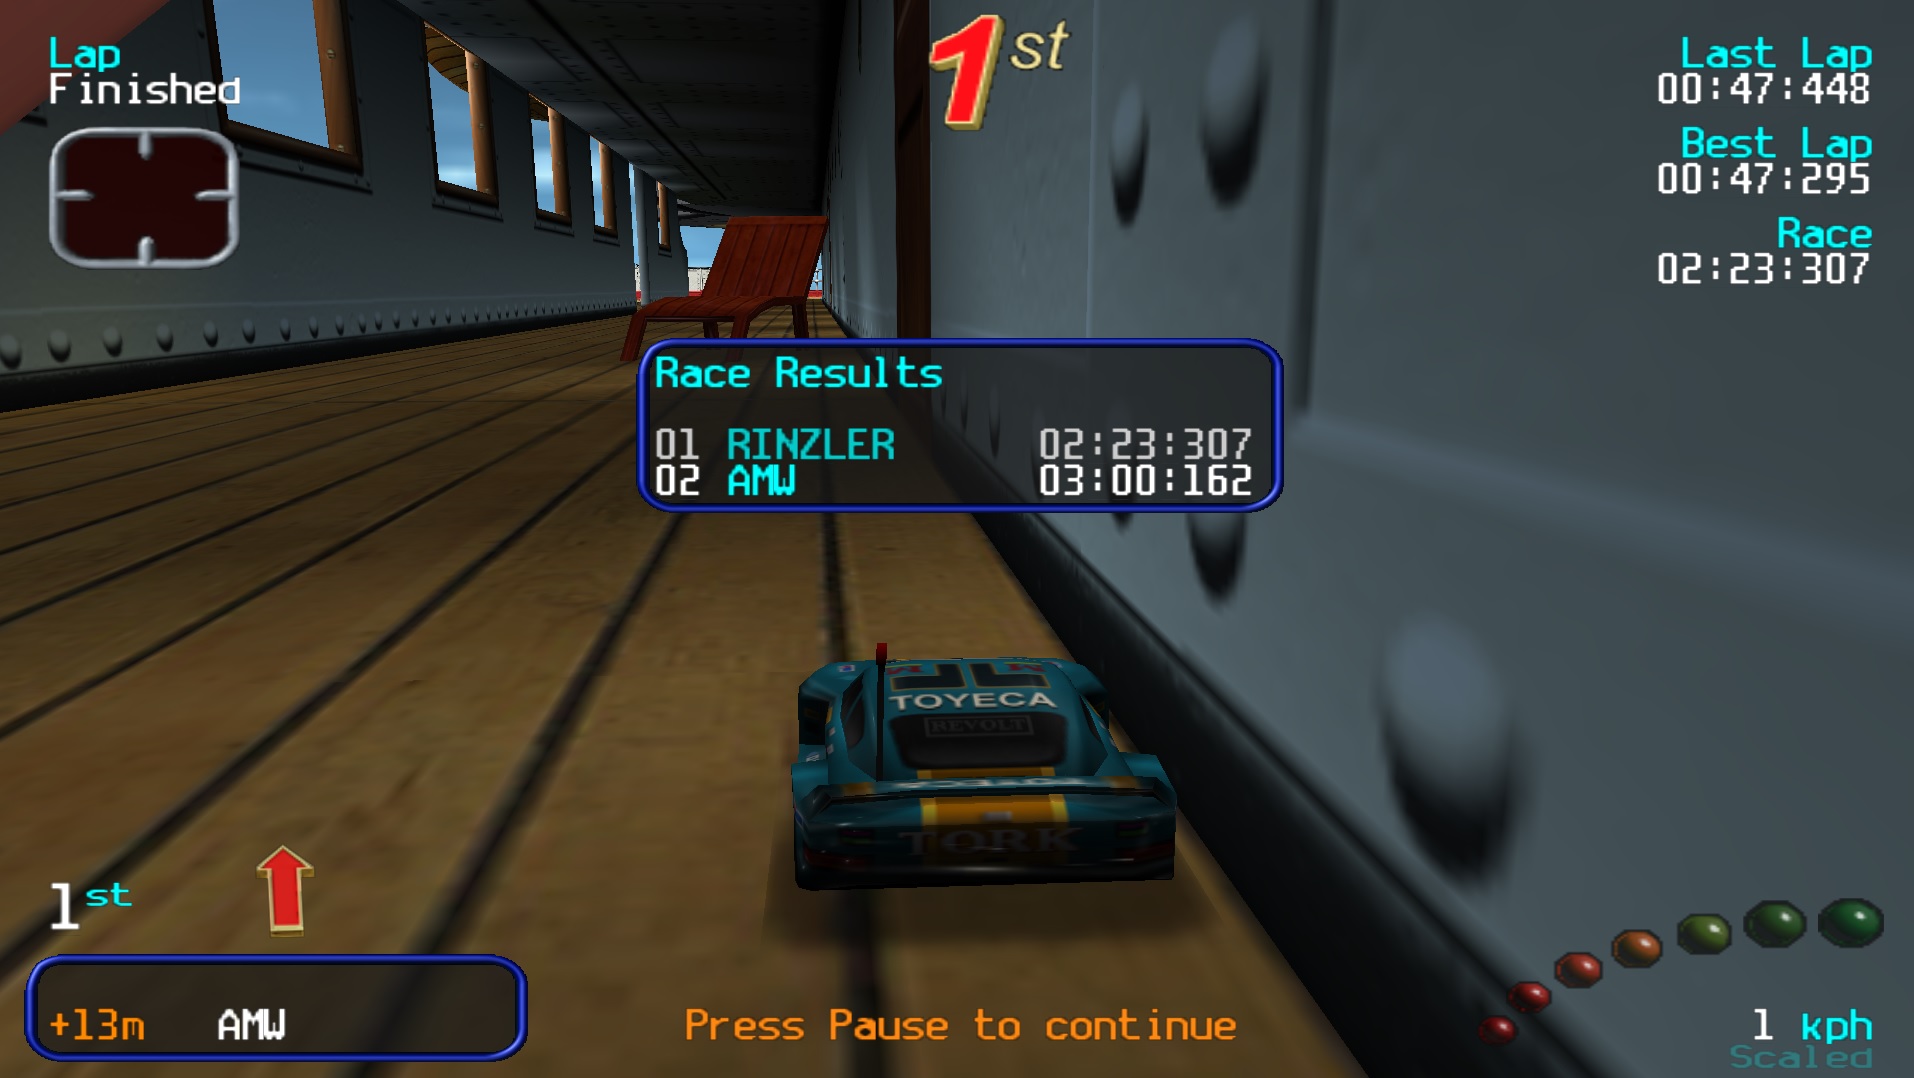 Lap
Finished
1st
Last Lap
00:47:448
Best Lap
00:47:295
Race
02:23:307
Race Results
01 RINZLER 02:23:307
02 AMW 03:00:162
TOYECA
REVOLT
TORK
1st
+13m AMW
Press Pause to continue
1 kph
Scaled